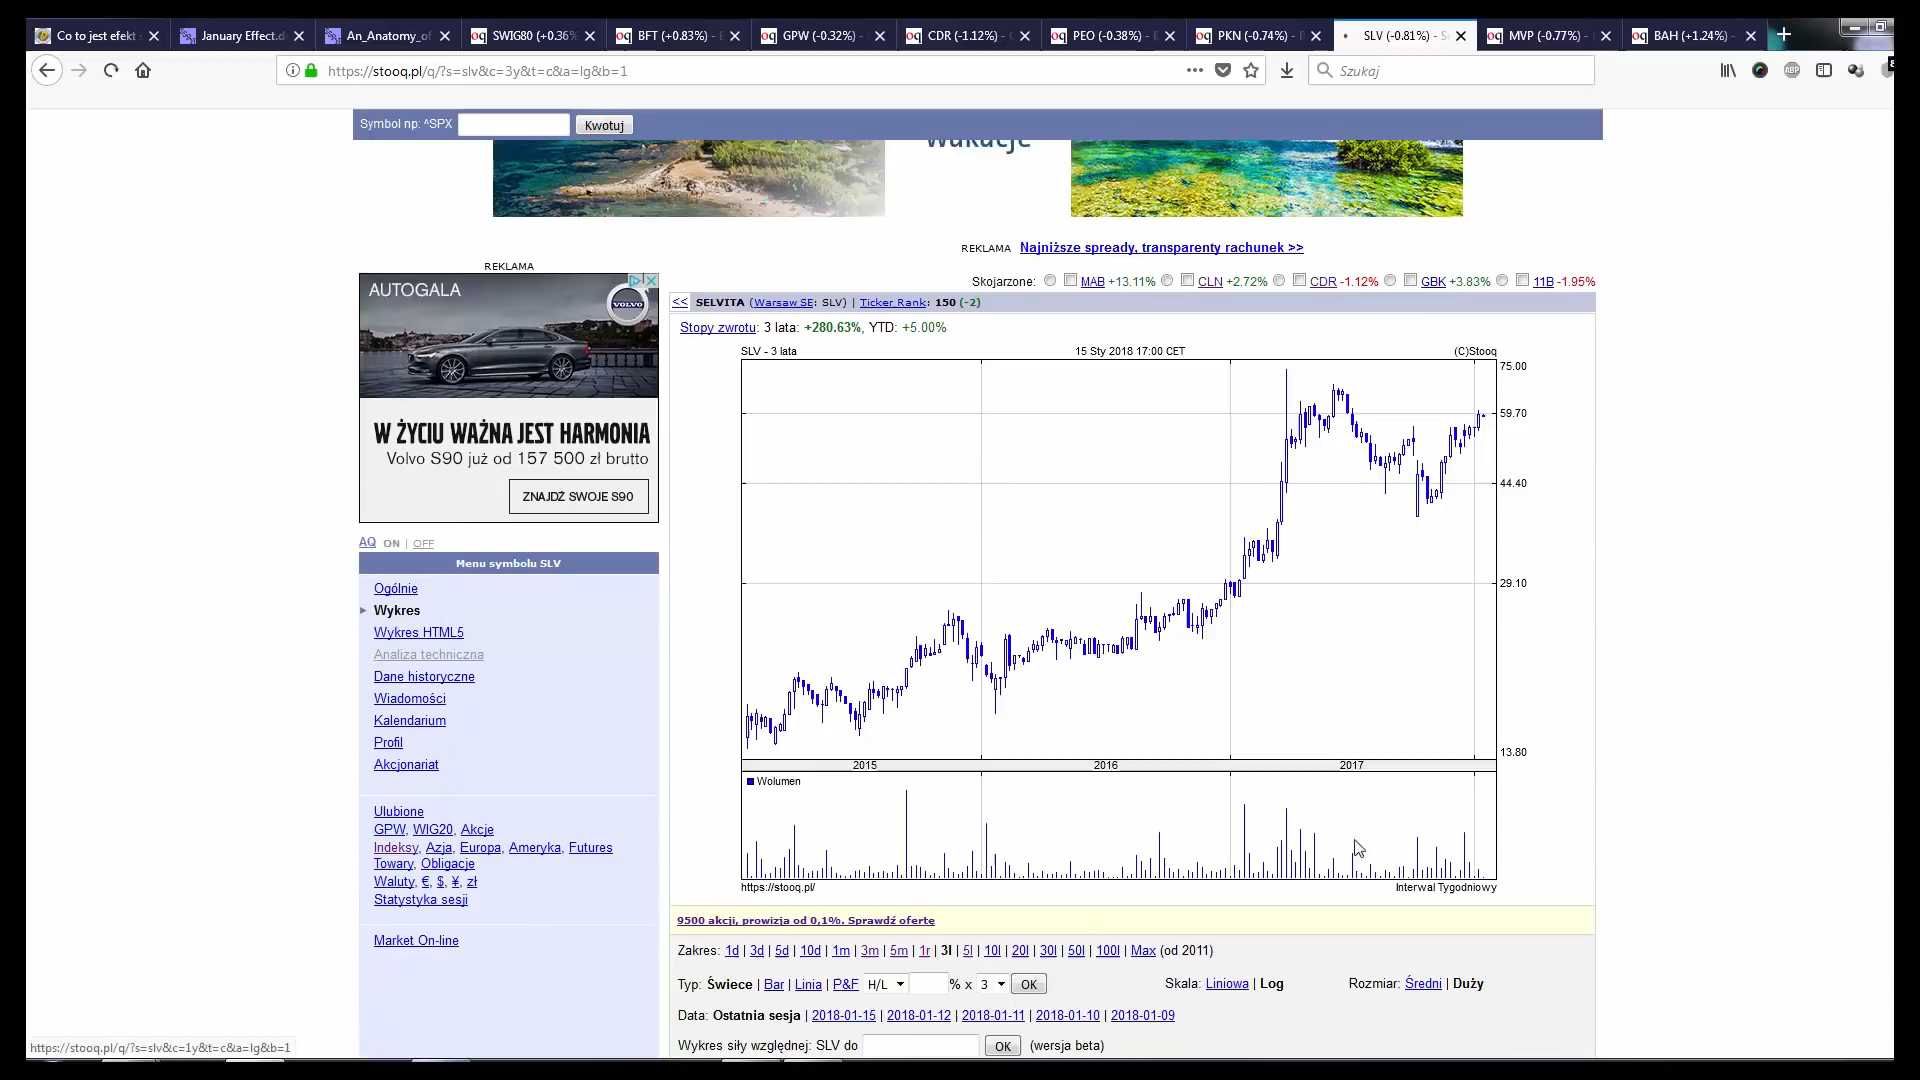 Co to jest efekt
January Effect.d
An_Anatomy_of
SWIG80 (+0.36%
BFT (+0.83%) -
GPW (-0.32%) -
CDR (-1.12%) -
PEO (-0.38%) -
PKN (-0.74%) -
SLV (-0.81%) - S
MVP (-0.77%) -
BAH (+1.24%) -
https://stooq.pl/q/?s=slv&c=3y&t=c&a=lg&b=1
Szukaj
ABP
Symbol np: ^SPX
Kwotuj
Wakacje
REKLAMA Najniższe spready, transparenty rachunek >>
REKLAMA
Skojarzone: MAB +13.11% CLN +2.72% CDR -1.12% GBK +3.83% 11B -1.95%
AUTOGALA
VOLVO
W ŻYCIU WAŻNA JEST HARMONIA
Volvo S90 już od 157 500 zł brutto
ZNAJDŹ SWOJE S90
<< SELVITA (Warsaw SE: SLV) | Ticker Rank: 150 (-2)
Stopy zwrotu: 3 lata: +280.63%, YTD: +5.00%
SLV - 3 lata
15 Sty 2018 17:00 CET
(C)Stooq
75.00
59.70
44.40
29.10
13.80
2015
2016
2017
Wolumen
https://stooq.pl/
Interwal Tygodniowy
AQ ON | OFF
Menu symbolu SLV
Ogólnie
Wykres
Wykres HTML5
Analiza techniczna
Dane historyczne
Wiadomości
Kalendarium
Profil
Akcjonariat
Ulubione
GPW, WIG20, Akcje
Indeksy, Azja, Europa, Ameryka, Futures
Towary, Obligacje
Waluty, €, $, ¥, zł
Statystyka sesji
Market On-line
9500 akcji, prowizja od 0,1%. Sprawdź oferte
Zakres: 1d | 3d | 5d | 10d | 1m | 3m | 5m | 1r | 3l | 5l | 10l | 20l | 30l | 50l | 100l | Max (od 2011)
Typ: Świece | Bar | Linia | P&F H/L % x 3 OK
Skala: Liniowa | Log
Rozmiar: Średni | Duży
Data: Ostatnia sesja | 2018-01-15 | 2018-01-12 | 2018-01-11 | 2018-01-10 | 2018-01-09
Wykres siły względnej: SLV do OK (wersja beta)
https://stooq.pl/q/?s=slv&c=1y&t=c&a=lg&b=1